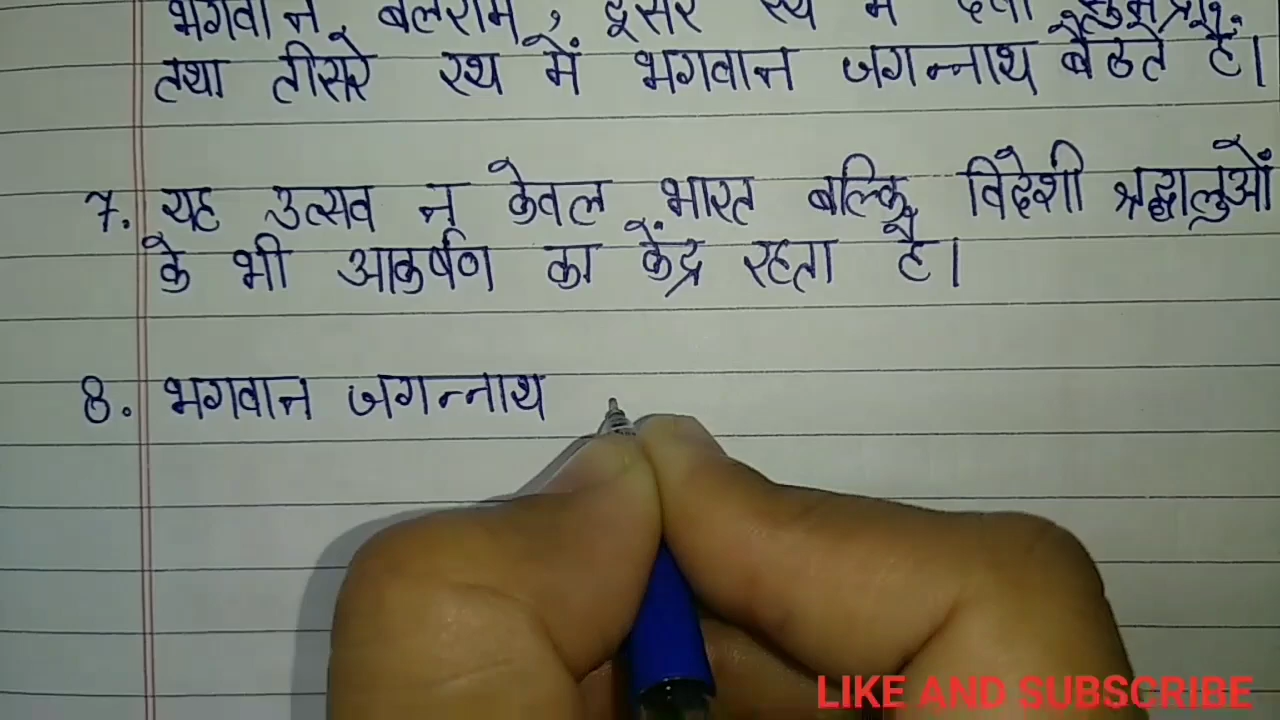 भगवान बलराम, दूसरे रथ में देवी सुभद्रा
तथा तीसरे रथ में भगवान जगन्नाथ बैठते हैं।
7. यह उत्सव न केवल भारत बल्कि विदेशी श्रद्धालुओं
के भी आकर्षण का केंद्र रहता है।
8. भगवान जगन्नाथ
LIKE AND SUBSCRIBE